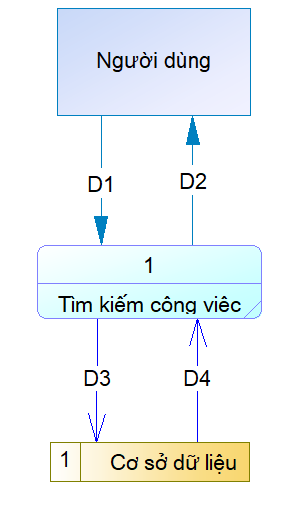 Người dùng
D1
D2
1
Tìm kiếm công việc
D3
D4
1
Cơ sở dữ liệu